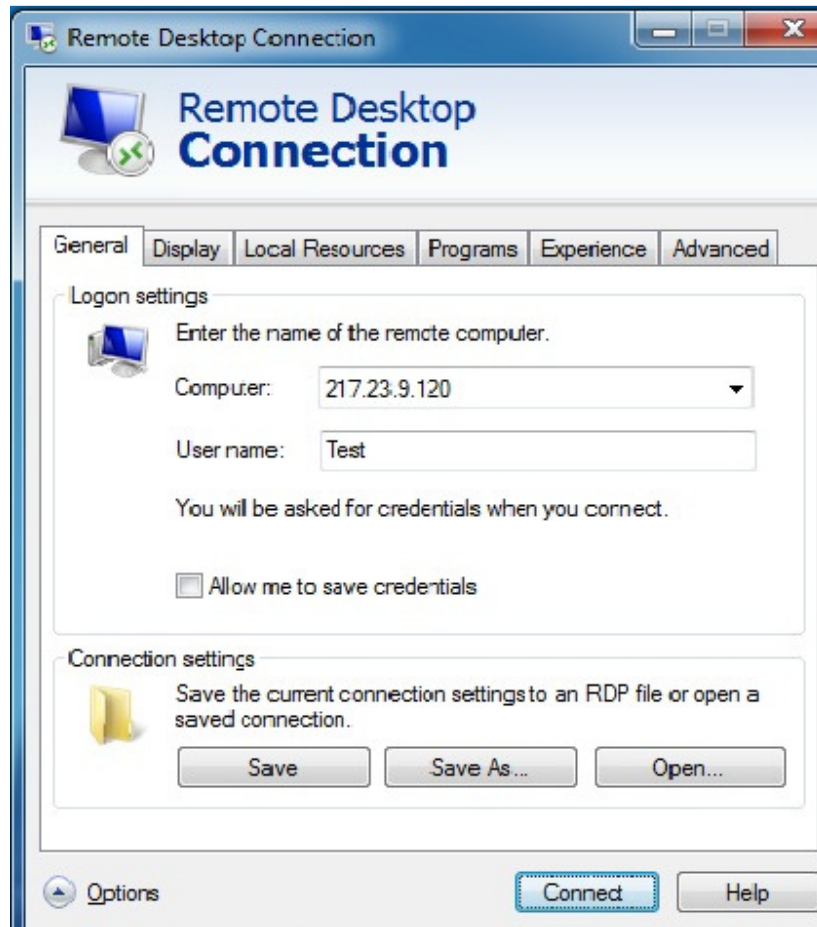 Remote Desktop Connection
Remote Desktop
Connection
General Display Local Resources Programs Experience Advanced
Logon settings
Enter the name of the remote computer.
Computer: 217.23.9.120
User name: Test
You will be asked for credentials when you connect.
Allow me to save credentials
Connection settings
Save the current connection settings to an RDP file or open a
saved connection.
Save Save As... Open...
Options Connect Help